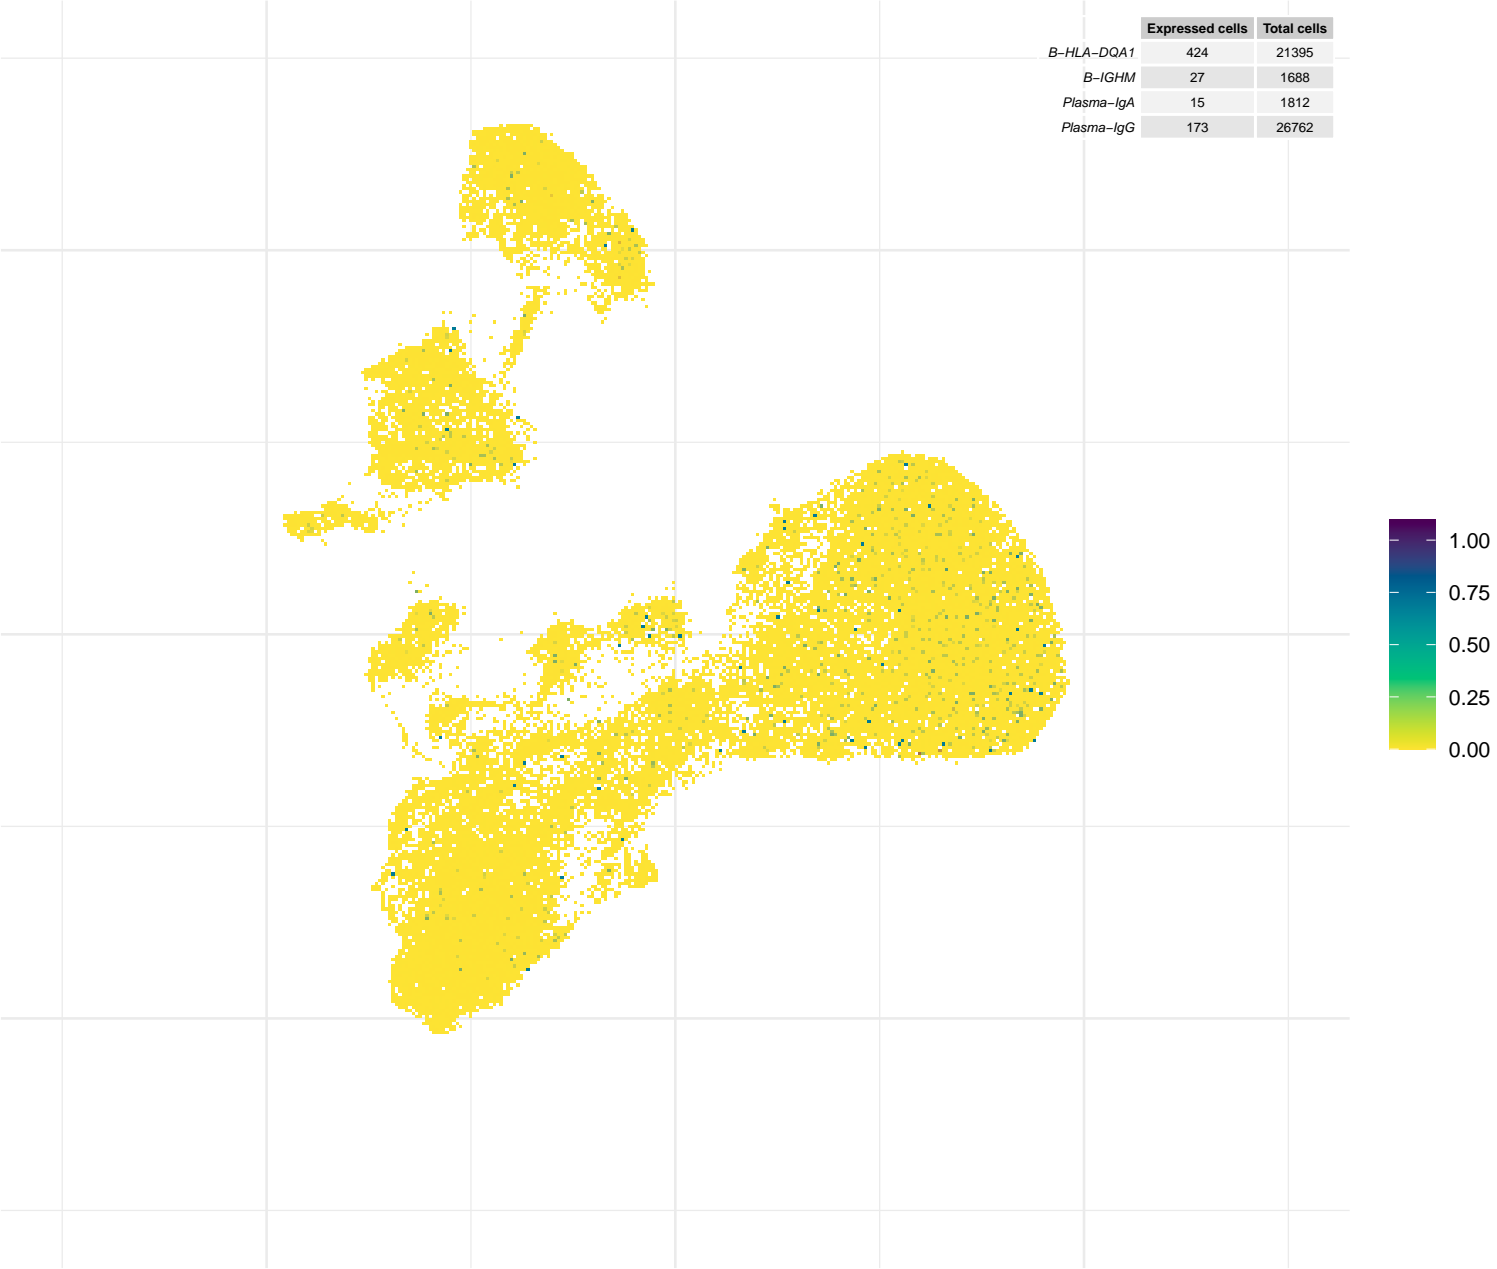 Expressed cells Total cells
B−HLA−DQA1 424 21395
B−IGHM 27 1688
Plasma−IgA 15 1812
Plasma−IgG 173 26762
1.00
0.75
0.50
0.25
0.00